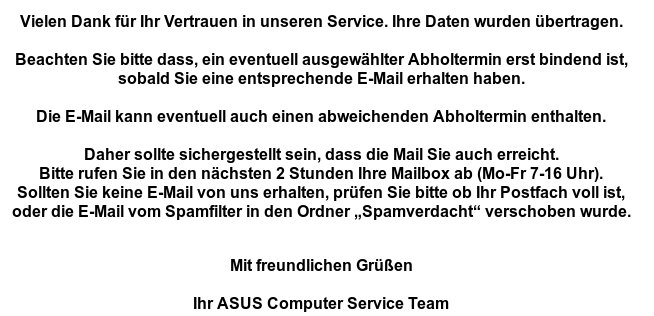 Vielen Dank für Ihr Vertrauen in unseren Service. Ihre Daten wurden übertragen.
Beachten Sie bitte dass, ein eventuell ausgewählter Abholtermin erst bindend ist,
sobald Sie eine entsprechende E-Mail erhalten haben.
Die E-Mail kann eventuell auch einen abweichenden Abholtermin enthalten.
Daher sollte sichergestellt sein, dass die Mail Sie auch erreicht.
Bitte rufen Sie in den nächsten 2 Stunden Ihre Mailbox ab (Mo-Fr 7-16 Uhr).
Sollten Sie keine E-Mail von uns erhalten, prüfen Sie bitte ob Ihr Postfach voll ist,
oder die E-Mail vom Spamfilter in den Ordner „Spamverdacht“ verschoben wurde.
Mit freundlichen Grüßen
Ihr ASUS Computer Service Team